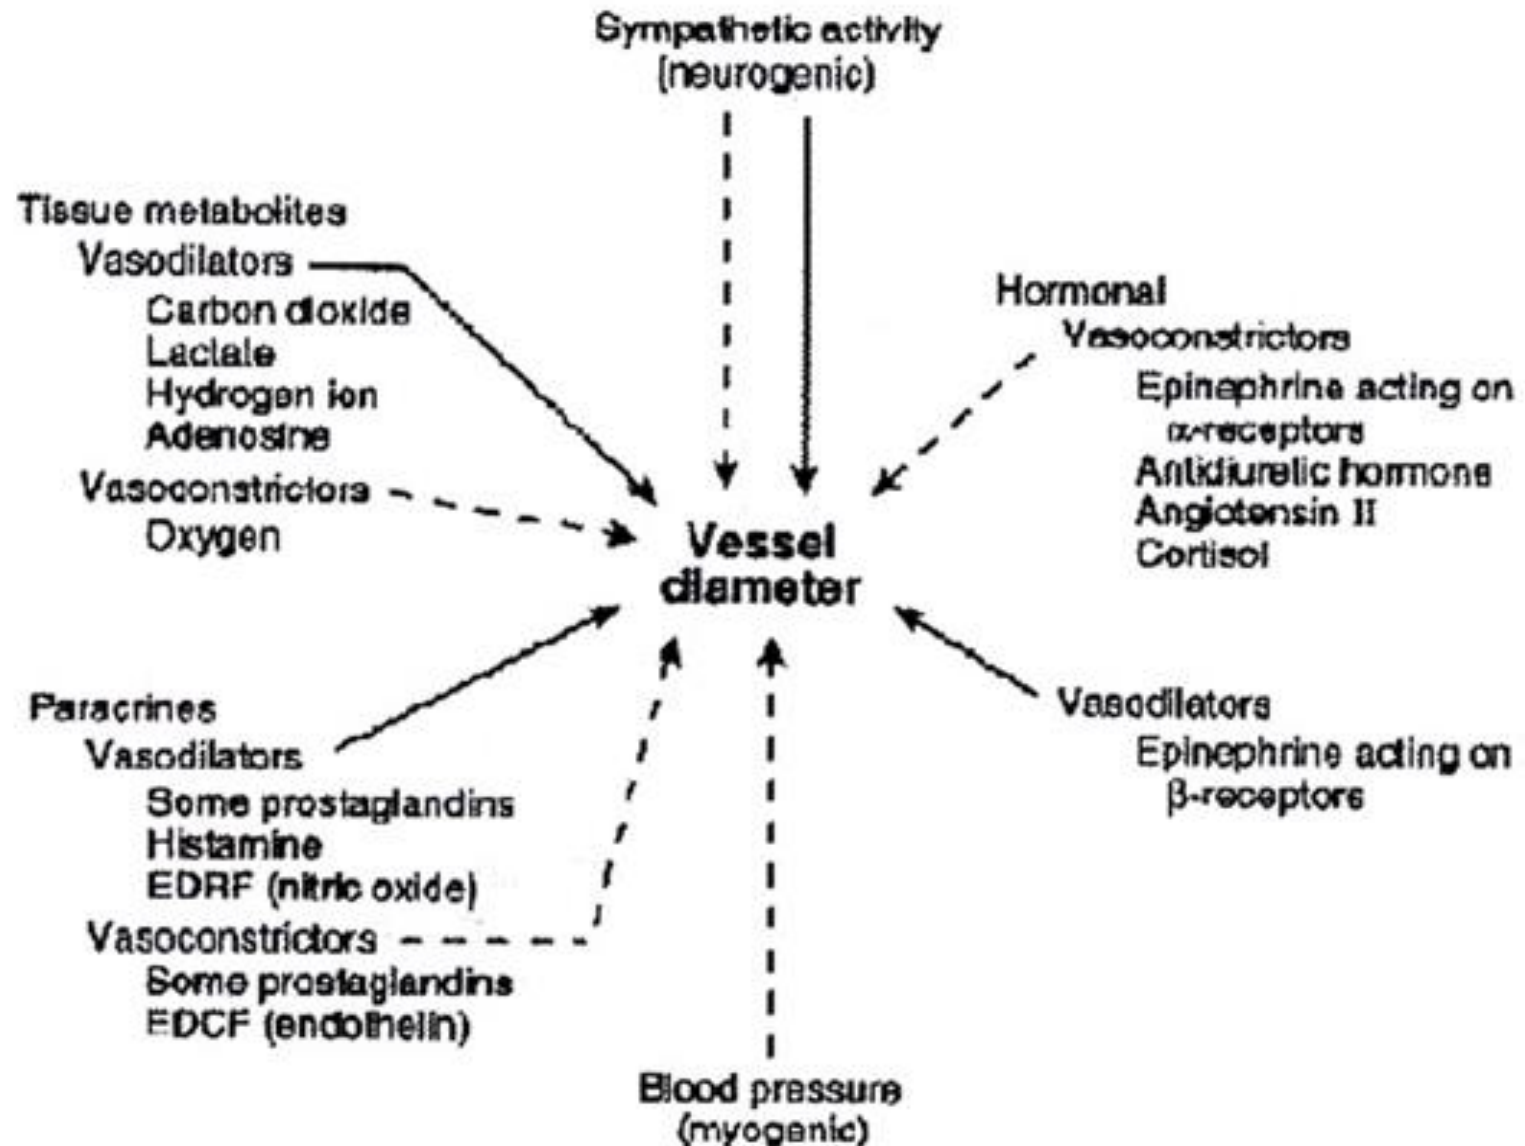 Sympathetic activity
(neurogenic)
Tissue metabolites
Vasodilators
Carbon dioxide
Lactate
Hydrogen ion
Adenosine
Vasoconstrictors
Oxygen
Hormonal
Vasoconstrictors
Epinephrine acting on
α-receptors
Antidiuretic hormone
Angiotensin II
Cortisol
Vessel
diameter
Paracrines
Vasodilators
Some prostaglandins
Histamine
EDRF (nitric oxide)
Vasoconstrictors
Some prostaglandins
EDCF (endothelin)
Vasodilators
Epinephrine acting on
β-receptors
Blood pressure
(myogenic)